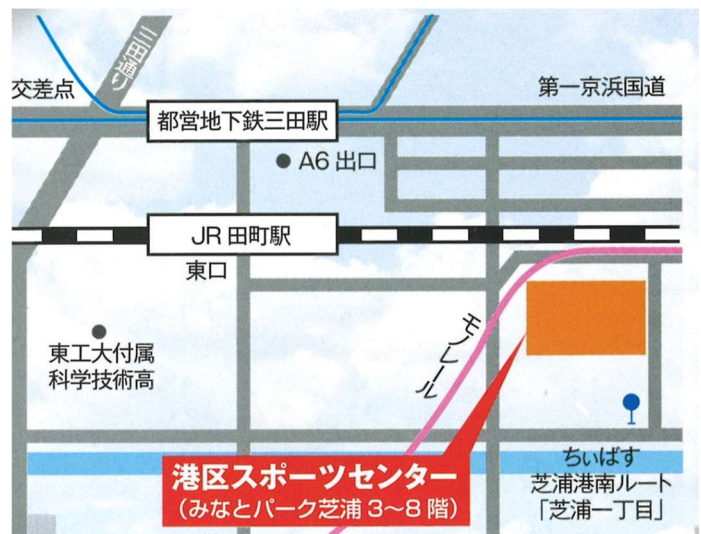 三田通り
交差点
第一京浜国道
都営地下鉄三田駅
A6 出口
JR 田町駅
東口
モノレール
東工大付属
科学技術高
港区スポーツセンター
（みなとパーク芝浦 3〜8 階）
ちぃばす
芝浦港南ルート
「芝浦一丁目」